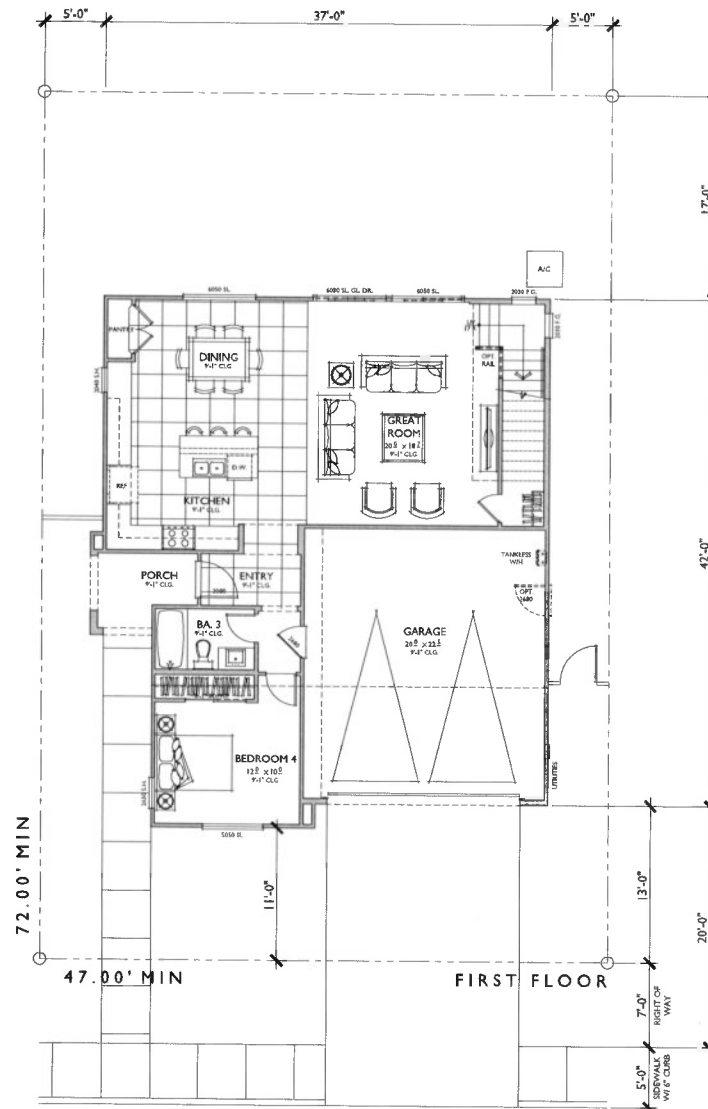 5'-0"
37'-0"
5'-0"
17'-0"
A/C
6050 SL.
6080 SL. GL. DR.
6050 SL.
PANTRY
DINING
9'-1" CLG.
OPT.
RAIL
GREAT
ROOM
9'-1" CLG.
D.W.
REF.
KITCHEN
9'-1" CLG.
42'-0"
TANKLESS
W/H
PORCH
9'-1" CLG.
ENTRY
9'-1" CLG.
OPT.
2680
BA. 3
9'-1" CLG.
GARAGE
9'-1" CLG.
BEDROOM 4
9'-1" CLG.
UTILITIES
5050 SL.
72.00' MIN
11'-0"
13'-0"
20'-0"
47.00' MIN
FIRST FLOOR
7'-0"
RIGHT OF
WAY
5'-0"
SIDEWALK
W/ 6" CURB